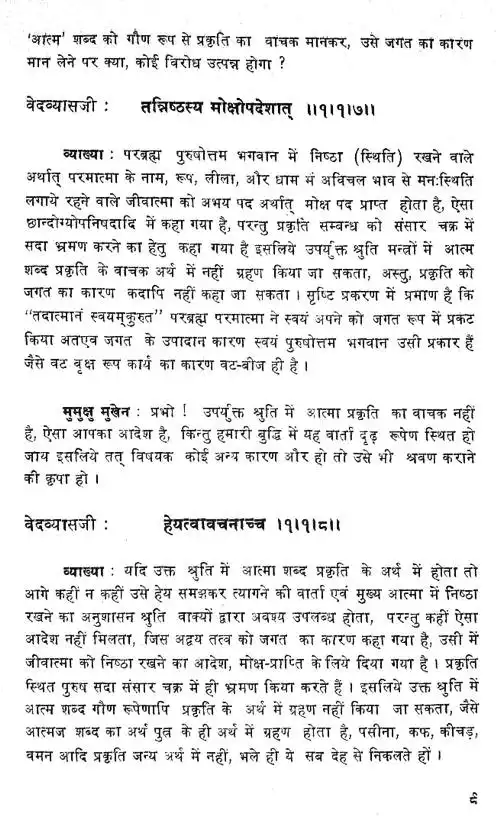 'आत्म' शब्द को गौण रूप से प्रकृति का वाचक मानकर, उसे जगत का कारण
मान लेने पर क्या, कोई विरोध उत्पन्न होगा ?
वेदव्यासजी : तन्निष्ठस्य मोक्षोपदेशात् ।।१।१।७।।
व्याख्या : परब्रह्म पुरुषोत्तम भगवान में निष्ठा (स्थिति) रखने वाले
अर्थात् परमात्मा के नाम, रूप, लीला, और धाम मं अविचल भाव से मनःस्थिति
लगाये रहने वाले जीवात्मा को अभय पद अर्थात् मोक्ष पद प्राप्त होता है, ऐसा
छान्दोग्योपनिषदादि में कहा गया है, परन्तु प्रकृति सम्बन्ध को संसार चक्र में
सदा भ्रमण करने का हेतु कहा गया है इसलिये उपर्युक्त श्रुति मन्त्रों में आत्म
शब्द प्रकृति के वाचक अर्थ में नहीं ग्रहण किया जा सकता, अस्तु, प्रकृति को
जगत का कारण कदापि नहीं कहा जा सकता । सृष्टि प्रकरण में प्रमाण है कि
"तदात्मानं स्वयमकुरुत" परब्रह्म परमात्मा ने स्वयं अपने को जगत रूप में प्रकट
किया अतएव जगत के उपादान कारण स्वयं पुरुषोत्तम भगवान उसी प्रकार हैं
जैसे वट वृक्ष रूप कार्य का कारण वट-बीज ही है ।
मुमुक्षु मुखेन : प्रभो ! उपर्युक्त श्रुति में आत्मा प्रकृति का वाचक नहीं
है, ऐसा आपका आदेश है, किन्तु हमारी बुद्धि में यह वार्ता दृढ़ रूपेण स्थित हो
जाय इसलिये तत् विषयक कोई अन्य कारण और हो तो उसे भी श्रवण कराने
की कृपा हो ।
वेदव्यासजी : हेयत्वावचनाच्च ।१।१।८।।
व्याख्या : यदि उक्त श्रुति में आत्मा शब्द प्रकृति के अर्थ में होता तो
आगे कहीं न कहीं उसे हेय समझकर त्यागने की वार्ता एवं मुख्य आत्मा में निष्ठा
रखने का अनुशासन श्रुति वाक्यों द्वारा अवश्य उपलब्ध होता, परन्तु कहीं ऐसा
आदेश नहीं मिलता, जिस अद्वय तत्व को जगत का कारण कहा गया है, उसी में
जीवात्मा को निष्ठा रखने का आदेश, मोक्ष-प्राप्ति के लिये दिया गया है । प्रकृति
स्थित पुरुष सदा संसार चक्र में ही भ्रमण किया करते हैं । इसलिये उक्त श्रुति में
आत्म शब्द गौण रूपेणापि प्रकृति के अर्थ में ग्रहण नहीं किया जा सकता, जैसे
आत्मज शब्द का अर्थ पुत्र के ही अर्थ में ग्रहण होता है, पसीना, कफ, कीचड़,
वमन आदि प्रकृति जन्य अर्थ में नहीं, भले ही ये सब देह से निकलते हों ।
९